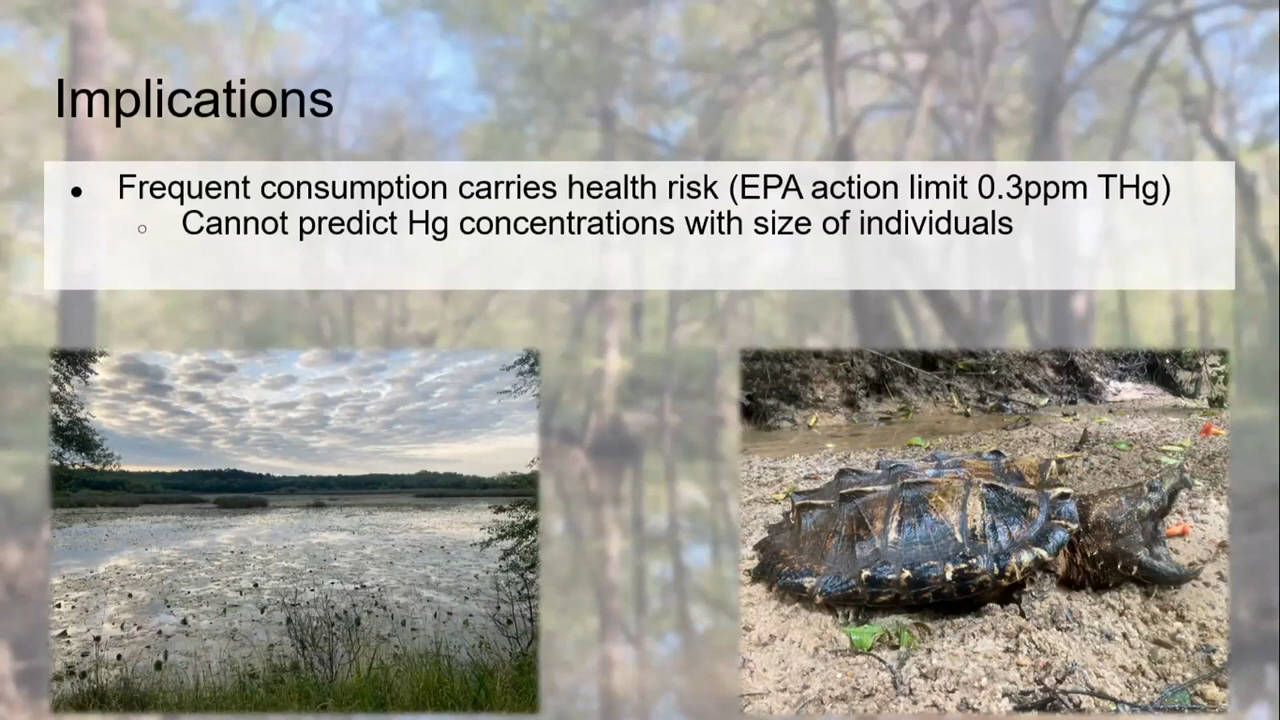 Implications
● Frequent consumption carries health risk (EPA action limit 0.3ppm THg)
○ Cannot predict Hg concentrations with size of individuals